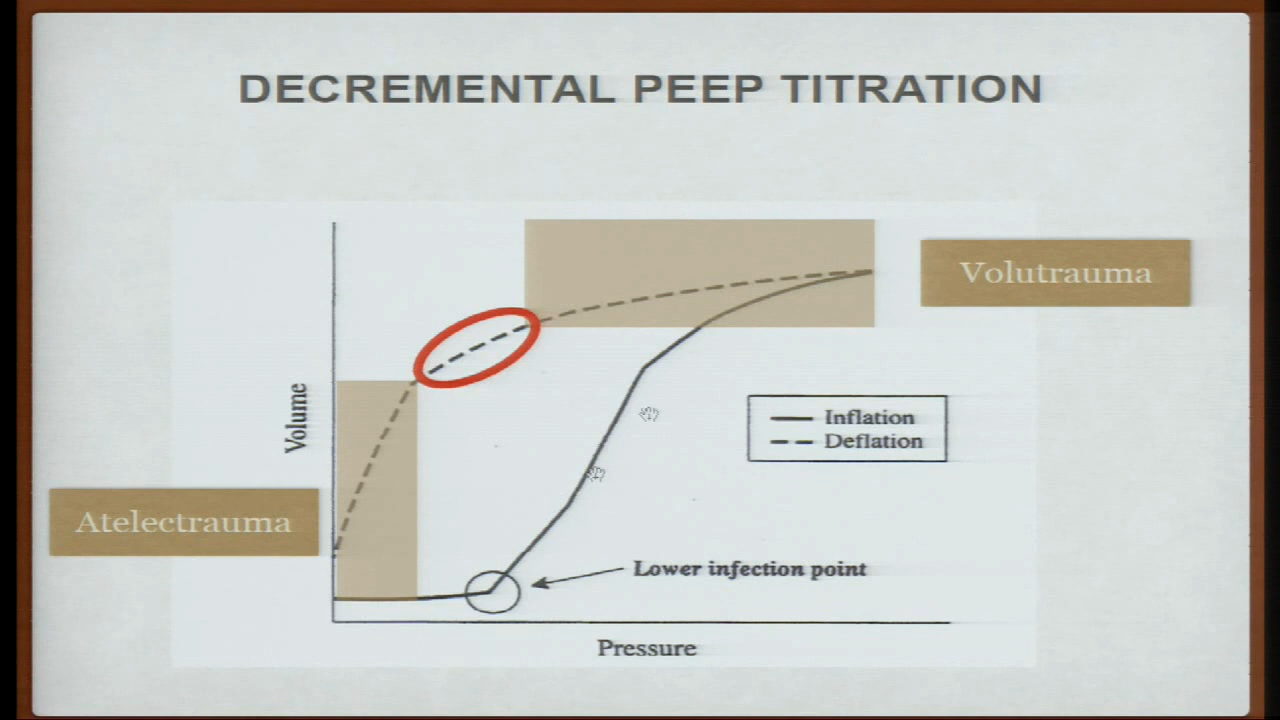 DECREMENTAL PEEP TITRATION
Volutrauma
Volume
Inflation
Deflation
Atelectrauma
Lower infection point
Pressure